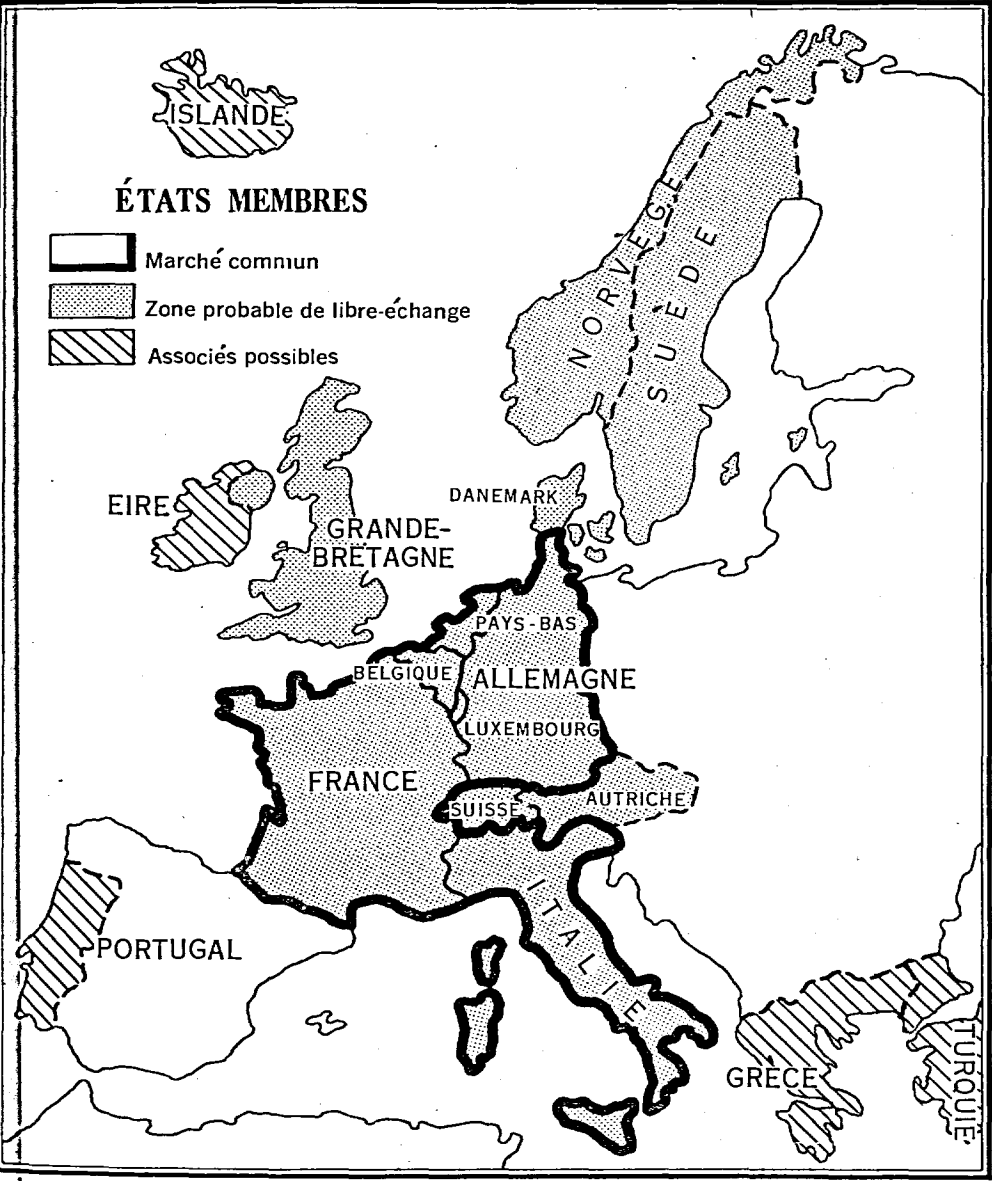 ISLANDE
ÉTATS MEMBRES
Marché commun
Zone probable de libre-échange
Associés possibles
NORVÈGE
SUÉDE
DANEMARK
EIRE
GRANDE-
BRETAGNE
PAYS-BAS
BELGIQUE
ALLEMAGNE
LUXEMBOURG
FRANCE
SUISSE
AUTRICHE
ITALIE
PORTUGAL
GRÈCE
TURQUIE